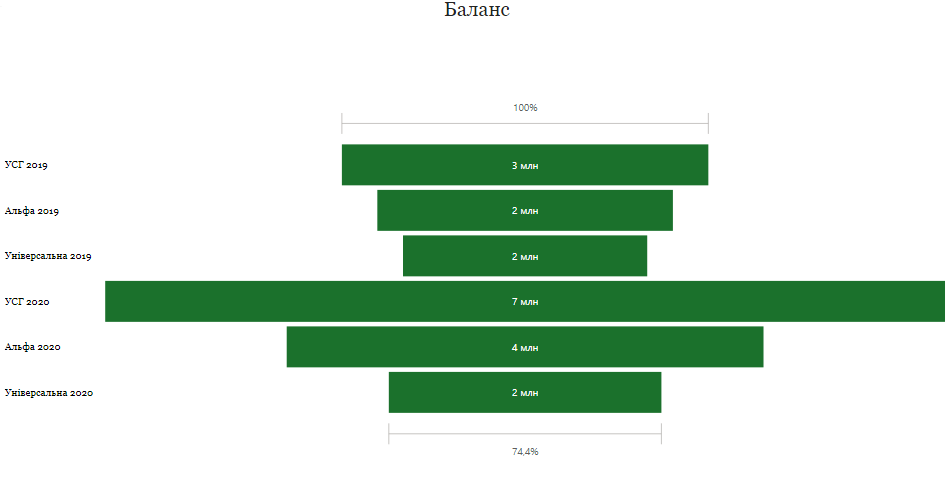 Баланс
100%
УСГ 2019 3 млн
Альфа 2019 2 млн
Універсальна 2019 2 млн
УСГ 2020 7 млн
Альфа 2020 4 млн
Універсальна 2020 2 млн
74,4%